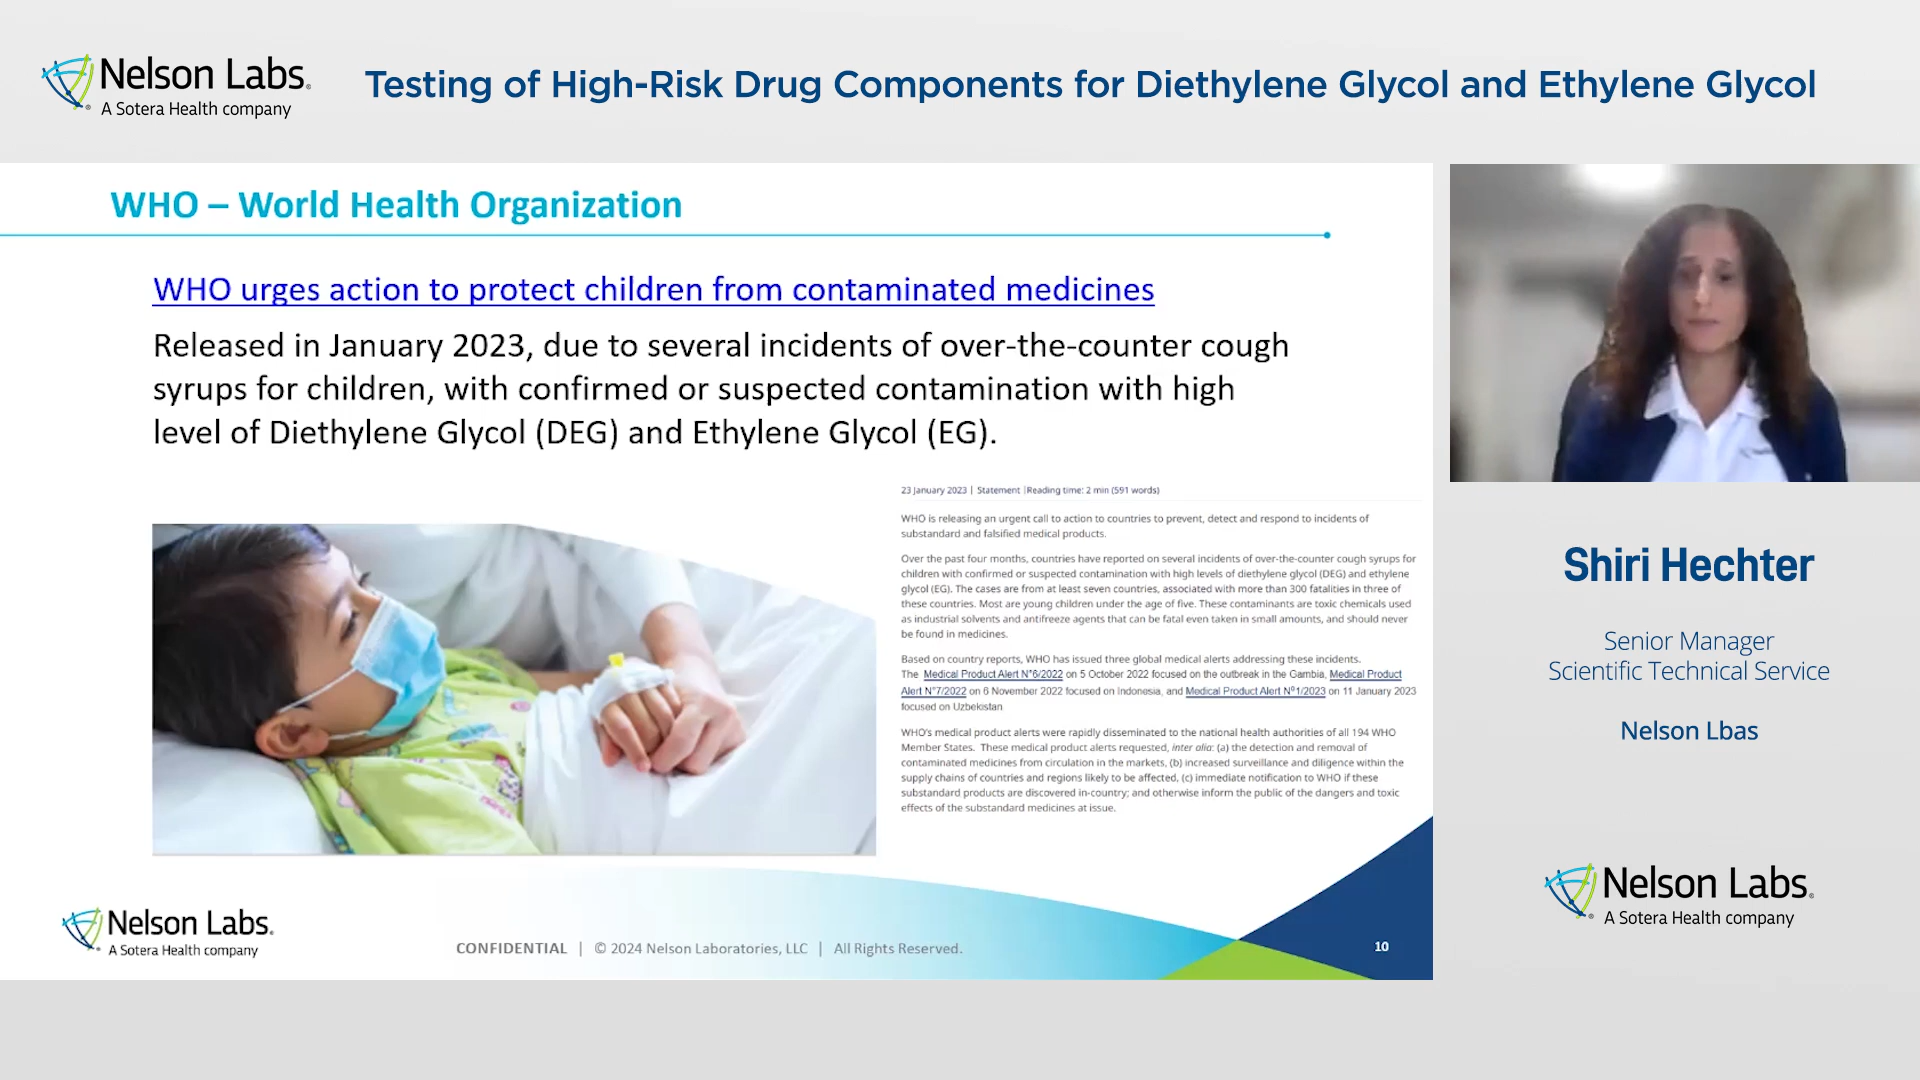 Nelson Labs®
A Sotera Health company
Testing of High-Risk Drug Components for Diethylene Glycol and Ethylene Glycol
WHO – World Health Organization
WHO urges action to protect children from contaminated medicines
Released in January 2023, due to several incidents of over-the-counter cough
syrups for children, with confirmed or suspected contamination with high
level of Diethylene Glycol (DEG) and Ethylene Glycol (EG).
23 January 2023 | Statement |Reading time: 2 min (591 words)
WHO is releasing an urgent call to action to countries to prevent, detect and respond to incidents of
substandard and falsified medical products.
Over the past four months, countries have reported on several incidents of over-the-counter cough syrups for
children with confirmed or suspected contamination with high levels of diethylene glycol (DEG) and ethylene
glycol (EG). The cases are from at least seven countries, associated with more than 300 fatalities in three of
these countries. Most are young children under the age of five. These contaminants are toxic chemicals used
as industrial solvents and antifreeze agents that can be fatal even taken in small amounts, and should never
be found in medicines.
Based on country reports, WHO has issued three global medical alerts addressing these incidents.
The Medical Product Alert N°6/2022 on 5 October 2022 focused on the outbreak in the Gambia, Medical Product
Alert N°7/2022 on 6 November 2022 focused on Indonesia, and Medical Product Alert N⁰1/2023 on 11 January 2023
focused on Uzbekistan
WHO's medical product alerts were rapidly disseminated to the national health authorities of all 194 WHO
Member States. These medical product alerts requested, inter alia: (a) the detection and removal of
contaminated medicines from circulation in the markets, (b) increased surveillance and diligence within the
supply chains of countries and regions likely to be affected, (c) immediate notification to WHO if these
substandard products are discovered in-country; and otherwise inform the public of the dangers and toxic
effects of the substandard medicines at issue.
Nelson Labs®
A Sotera Health company
CONFIDENTIAL | © 2024 Nelson Laboratories, LLC | All Rights Reserved.
10
Shiri Hechter
Senior Manager
Scientific Technical Service
Nelson Lbas
Nelson Labs®
A Sotera Health company